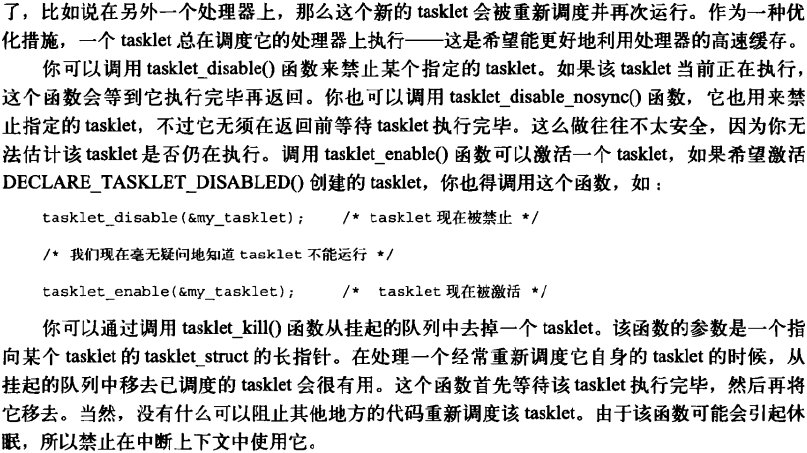 了，比如说在另外一个处理器上，那么这个新的 tasklet 会被重新调度并再次运行。作为一种优
化措施，一个 tasklet 总在调度它的处理器上执行——这是希望能更好地利用处理器的高速缓存。
你可以调用 tasklet_disable() 函数来禁止某个指定的 tasklet。如果该 tasklet 当前正在执行，
这个函数会等到它执行完毕再返回。你也可以调用 tasklet_disable_nosync() 函数，它也用来禁
止指定的 tasklet，不过它无须在返回前等待 tasklet 执行完毕。这么做往往不太安全，因为你无
法估计该 tasklet 是否仍在执行。调用 tasklet_enable() 函数可以激活一个 tasklet，如果希望激活
DECLARE_TASKLET_DISABLED() 创建的 tasklet，你也得调用这个函数，如：
tasklet_disable(&my_tasklet); /* tasklet 现在被禁止 */
/* 我们现在毫无疑问地知道 tasklet 不能运行 */
tasklet_enable(&my_tasklet); /* tasklet 现在被激活 */
你可以通过调用 tasklet_kill() 函数从挂起的队列中去掉一个 tasklet。该函数的参数是一个指
向某个 tasklet 的 tasklet_struct 的长指针。在处理一个经常重新调度它自身的 tasklet 的时候，从
挂起的队列中移去已调度的 tasklet 会很有用。这个函数首先等待该 tasklet 执行完毕，然后再将
它移去。当然，没有什么可以阻止其他地方的代码重新调度该 tasklet。由于该函数可能会引起休
眠，所以禁止在中断上下文中使用它。